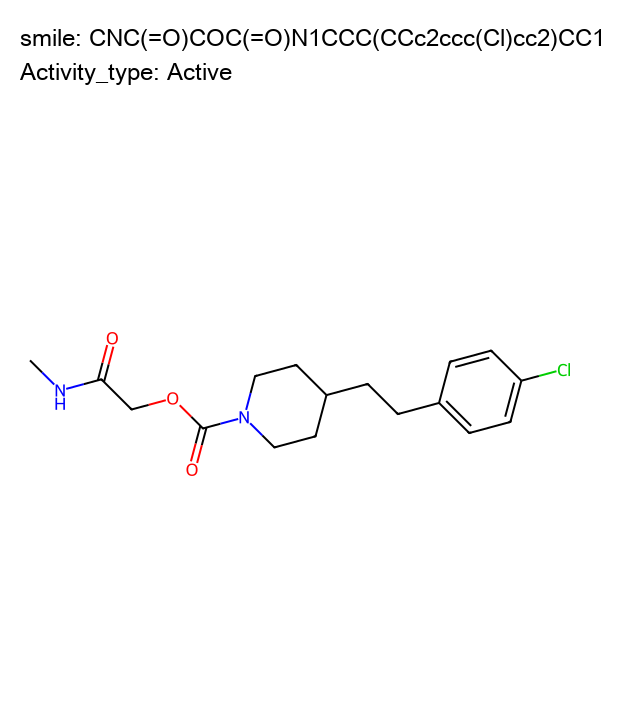 smile: CNC(=O)COC(=O)N1CCC(CCc2ccc(Cl)cc2)CC1
Activity_type: Active
O
N
H
O
O
N
Cl
O